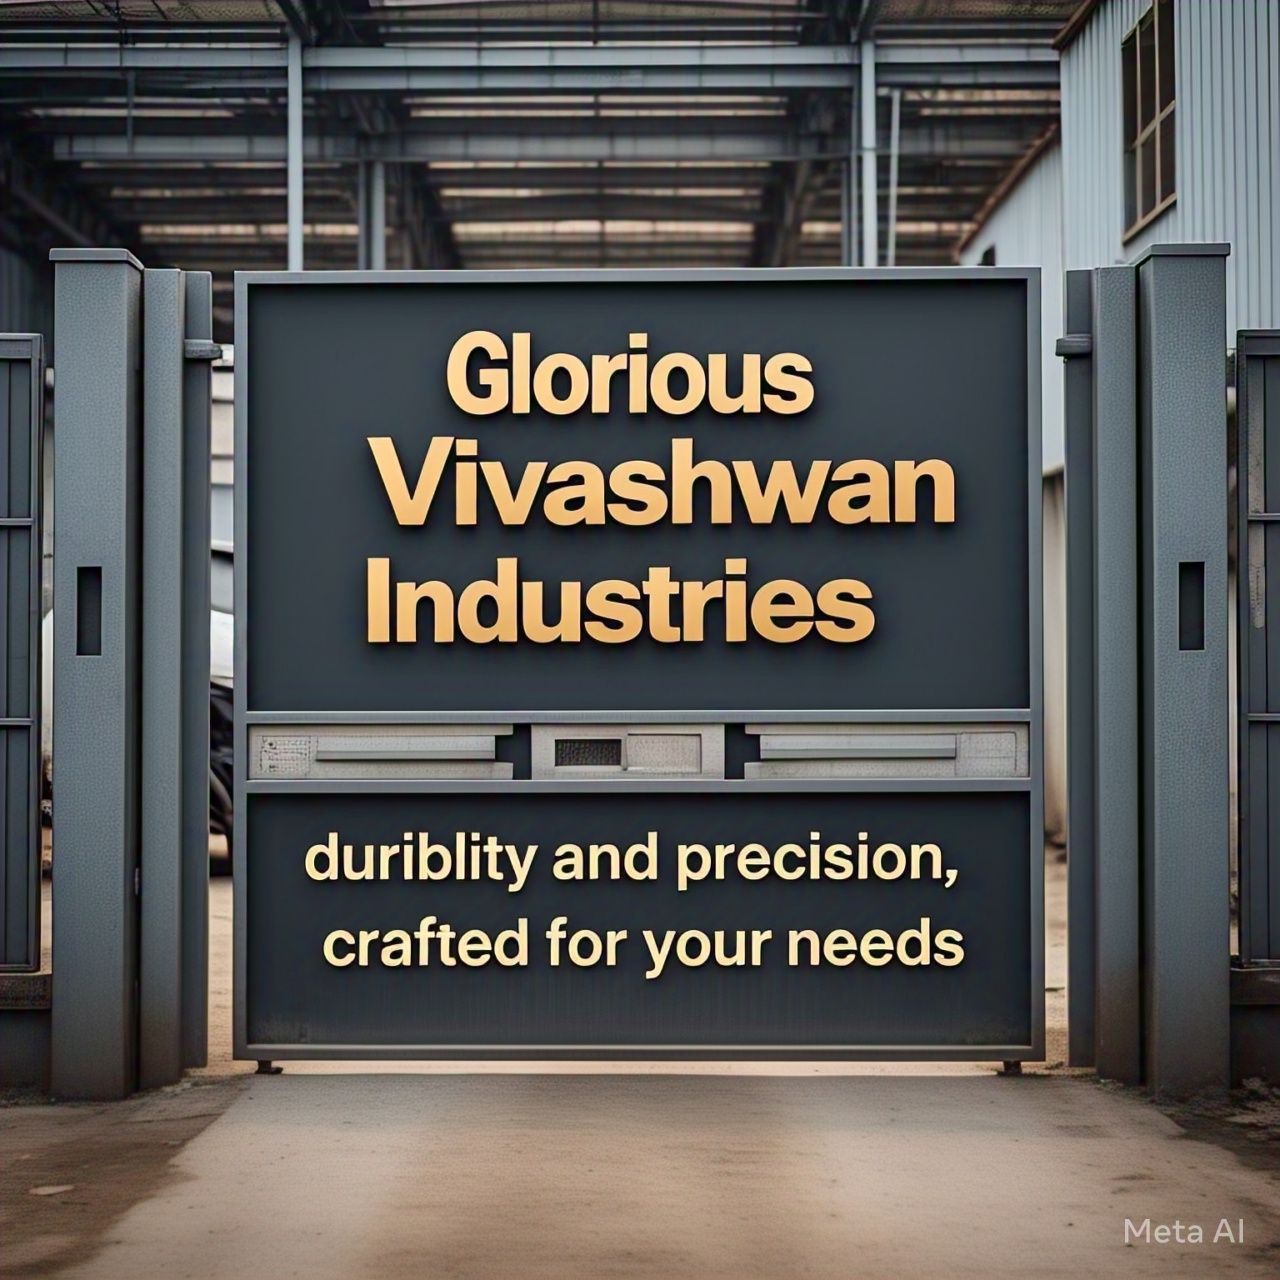 Glorious
Vivashwan
Industries
duriblity and precision,
crafted for your needs
Meta AI